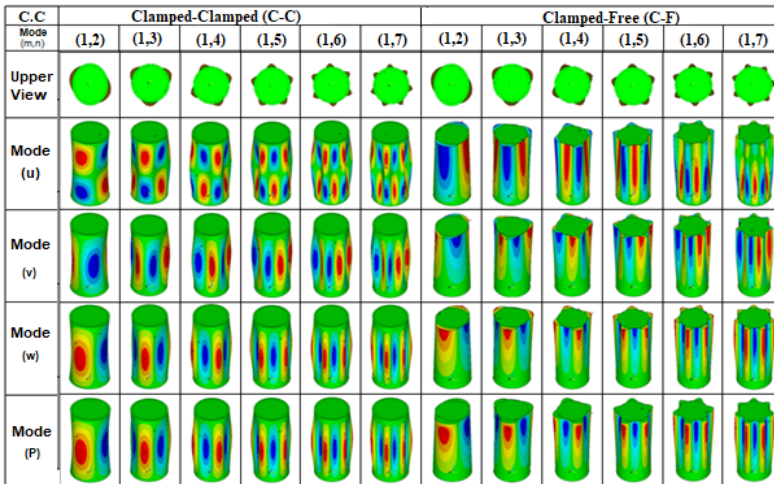 C.C Clamped-Clamped (C-C) Clamped-Free (C-F)
Mode (m,n) (1,2) (1,3) (1,4) (1,5) (1,6) (1,7) (1,2) (1,3) (1,4) (1,5) (1,6) (1,7)
Upper
View
Mode
(u)
Mode
(v)
Mode
(w)
Mode
(P)